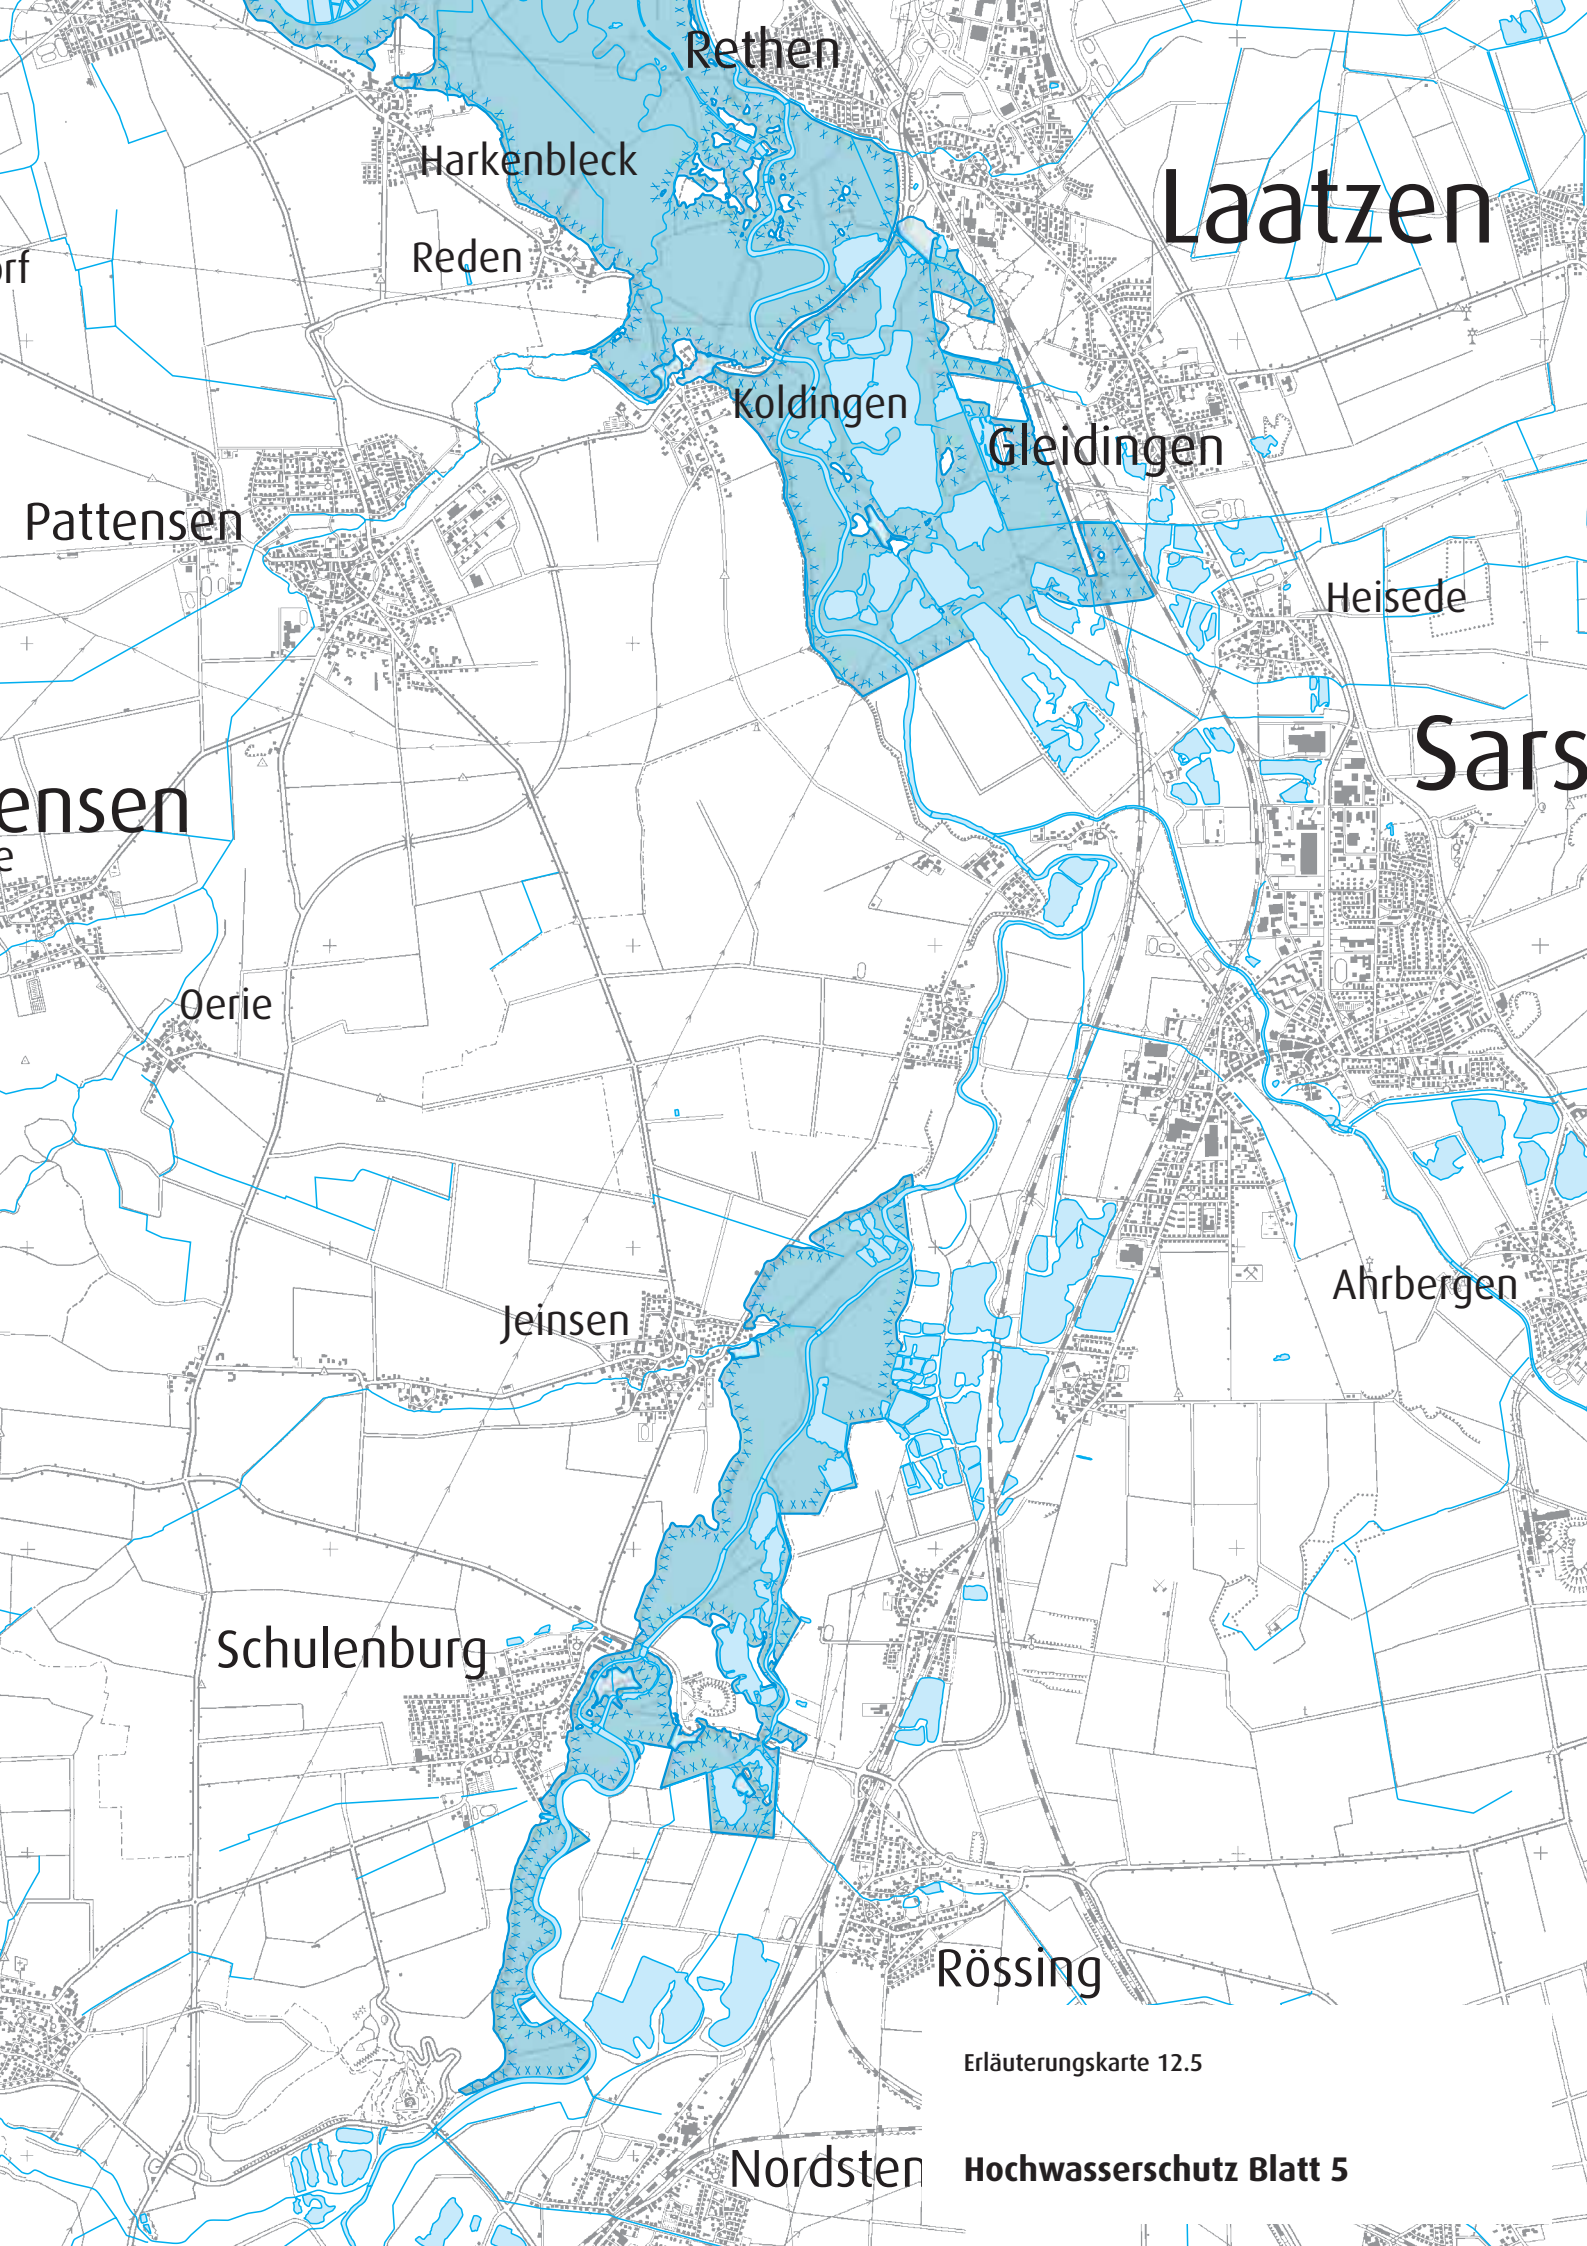 Rethen
Harkenbleck
Laatzen
Reden
rf
Koldingen
Gleidingen
Pattensen
Heisede
Sars
ensen
e
Oerie
Ahrbergen
Jeinsen
Schulenburg
Rössing
Erläuterungskarte 12.5
Nordsten
Hochwasserschutz Blatt 5